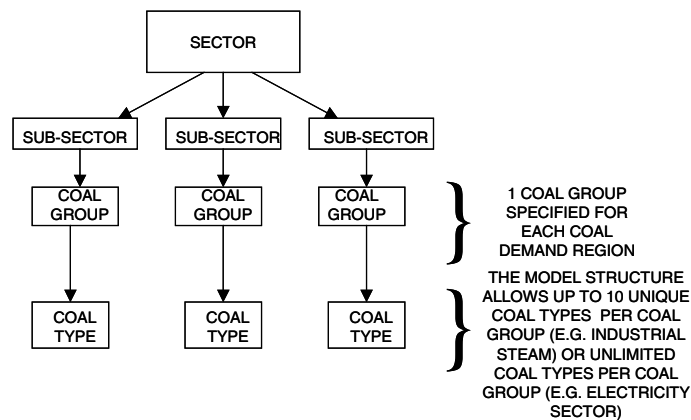 SECTOR
SUB-SECTOR
SUB-SECTOR
SUB-SECTOR
COAL
GROUP
COAL
GROUP
COAL
GROUP
1 COAL GROUP
SPECIFIED FOR
EACH COAL
DEMAND REGION
COAL
TYPE
COAL
TYPE
COAL
TYPE
THE MODEL STRUCTURE
ALLOWS UP TO 10 UNIQUE
COAL TYPES PER COAL
GROUP (E.G. INDUSTRIAL
STEAM) OR UNLIMITED
COAL TYPES PER COAL
GROUP (E.G. ELECTRICITY
SECTOR)